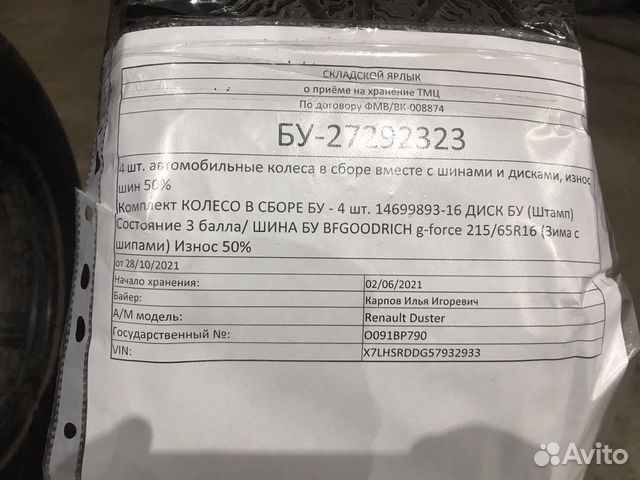 СКЛАДСКОЙ ЯРЛЫК
о приёме на хранение ТМЦ
По договору ФМВ/ВК-008874
БУ-27292323
4 шт. автомобильные колеса в сборе вместе с шинами и дисками, износ
шин 50%
Комплект КОЛЕСО В СБОРЕ БУ - 4 шт. 14699893-16 ДИСК БУ (Штамп)
Состояние 3 балла/ ШИНА БУ BFGOODRICH g-force 215/65R16 (Зима с
шипами) Износ 50%
от 28/10/2021
Начало хранения: 02/06/2021
Байер: Карпов Илья Игоревич
А/М модель: Renault Duster
Государственный №: О091ВР790
VIN: X7LHSRDDG57932933
Avito